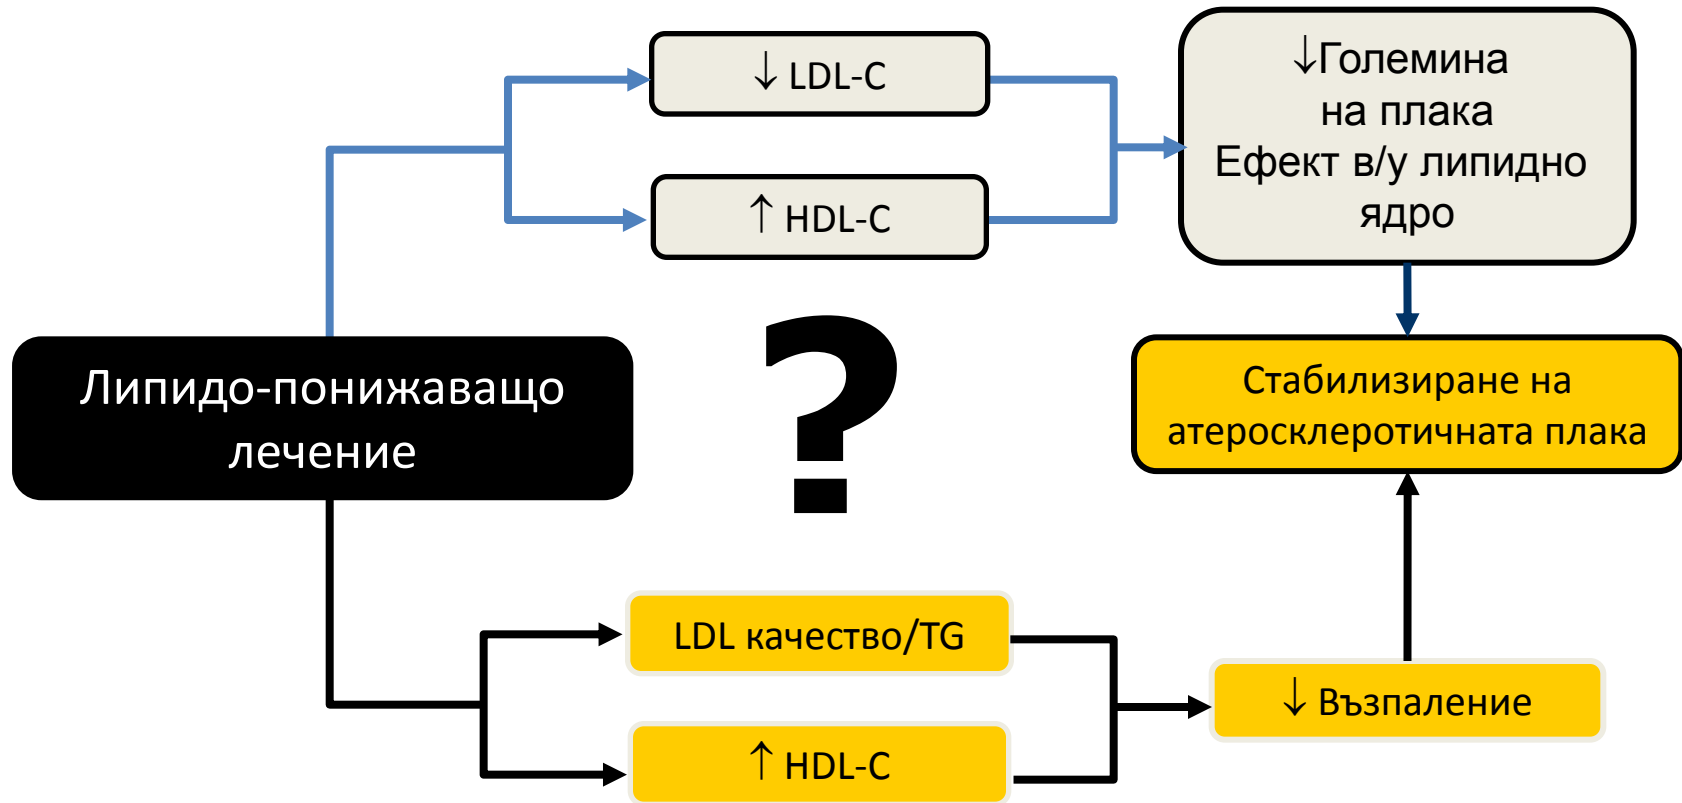 ↓ LDL-C
↑ HDL-C
↓Големина
на плака
Ефект в/у липидно
ядро
?
Липидо-понижаващо
лечение
Стабилизиране на
атеросклеротичната плака
LDL качество/TG
↑ HDL-C
↓ Възпаление